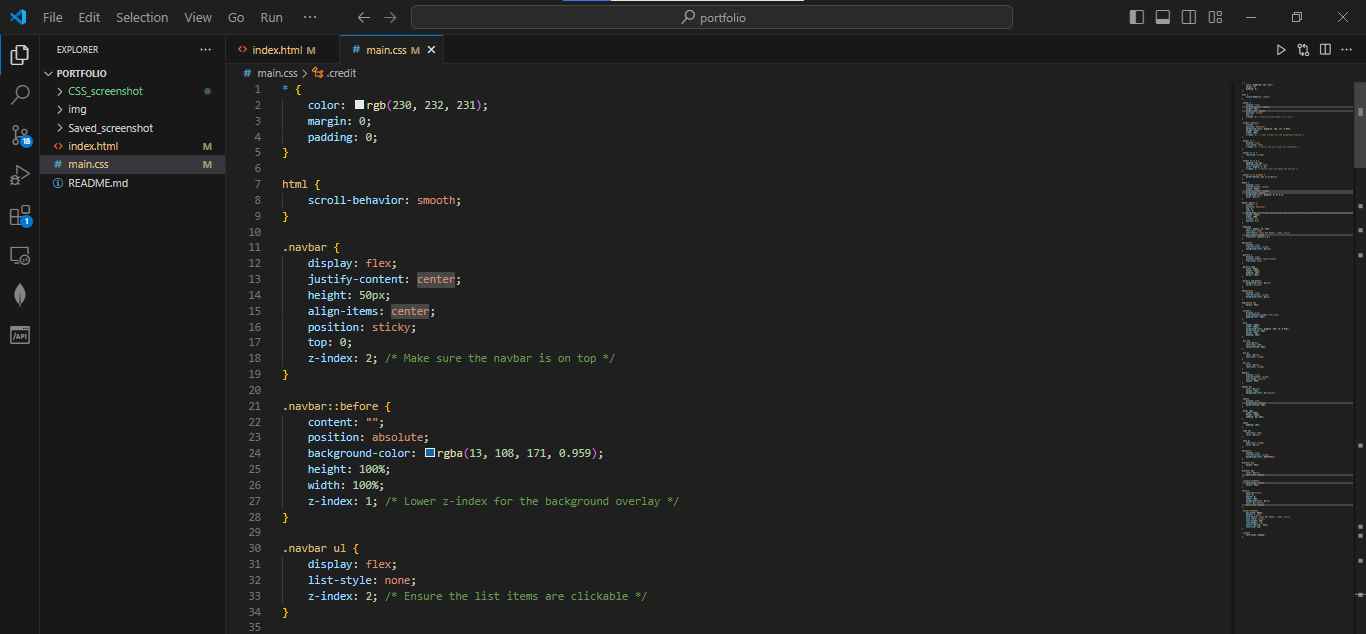 File Edit Selection View Go Run ···
portfolio
EXPLORER ···
index.html M
main.css M
PORTFOLIO
main.css > .credit
CSS_screenshot
img
Saved_screenshot
index.html M
main.css M
README.md
18
1
/API
1 * {
2 color: rgb(230, 232, 231);
3 margin: 0;
4 padding: 0;
5 }
6
7 html {
8 scroll-behavior: smooth;
9 }
10
11 .navbar {
12 display: flex;
13 justify-content: center;
14 height: 50px;
15 align-items: center;
16 position: sticky;
17 top: 0;
18 z-index: 2; /* Make sure the navbar is on top */
19 }
20
21 .navbar::before {
22 content: "";
23 position: absolute;
24 background-color: rgba(13, 108, 171, 0.959);
25 height: 100%;
26 width: 100%;
27 z-index: 1; /* Lower z-index for the background overlay */
28 }
29
30 .navbar ul {
31 display: flex;
32 list-style: none;
33 z-index: 2; /* Ensure the list items are clickable */
34 }
35